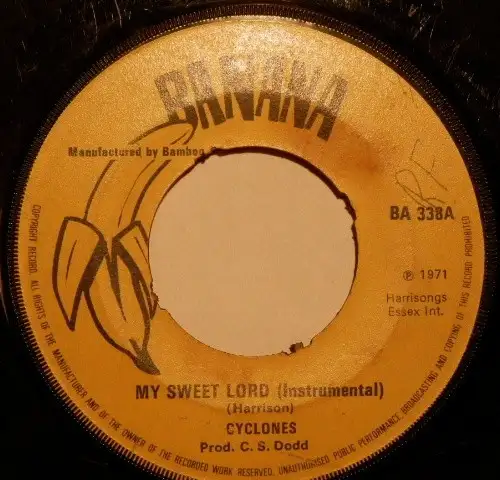 BANANA
Manufactured by Bamboo
BA 338A
℗ 1971
Harrisongs
Essex Int.
MY SWEET LORD (Instrumental)
(Harrison)
CYCLONES
Prod. C. S. Dodd
COPYRIGHT RECORD. ALL RIGHTS OF THE MANUFACTURER AND OF THE OWNER OF THE RECORDED WORK RESERVED. UNAUTHORISED PUBLIC PERFORMANCE, BROADCASTING AND COPYING OF THIS RECORD PROHIBITED